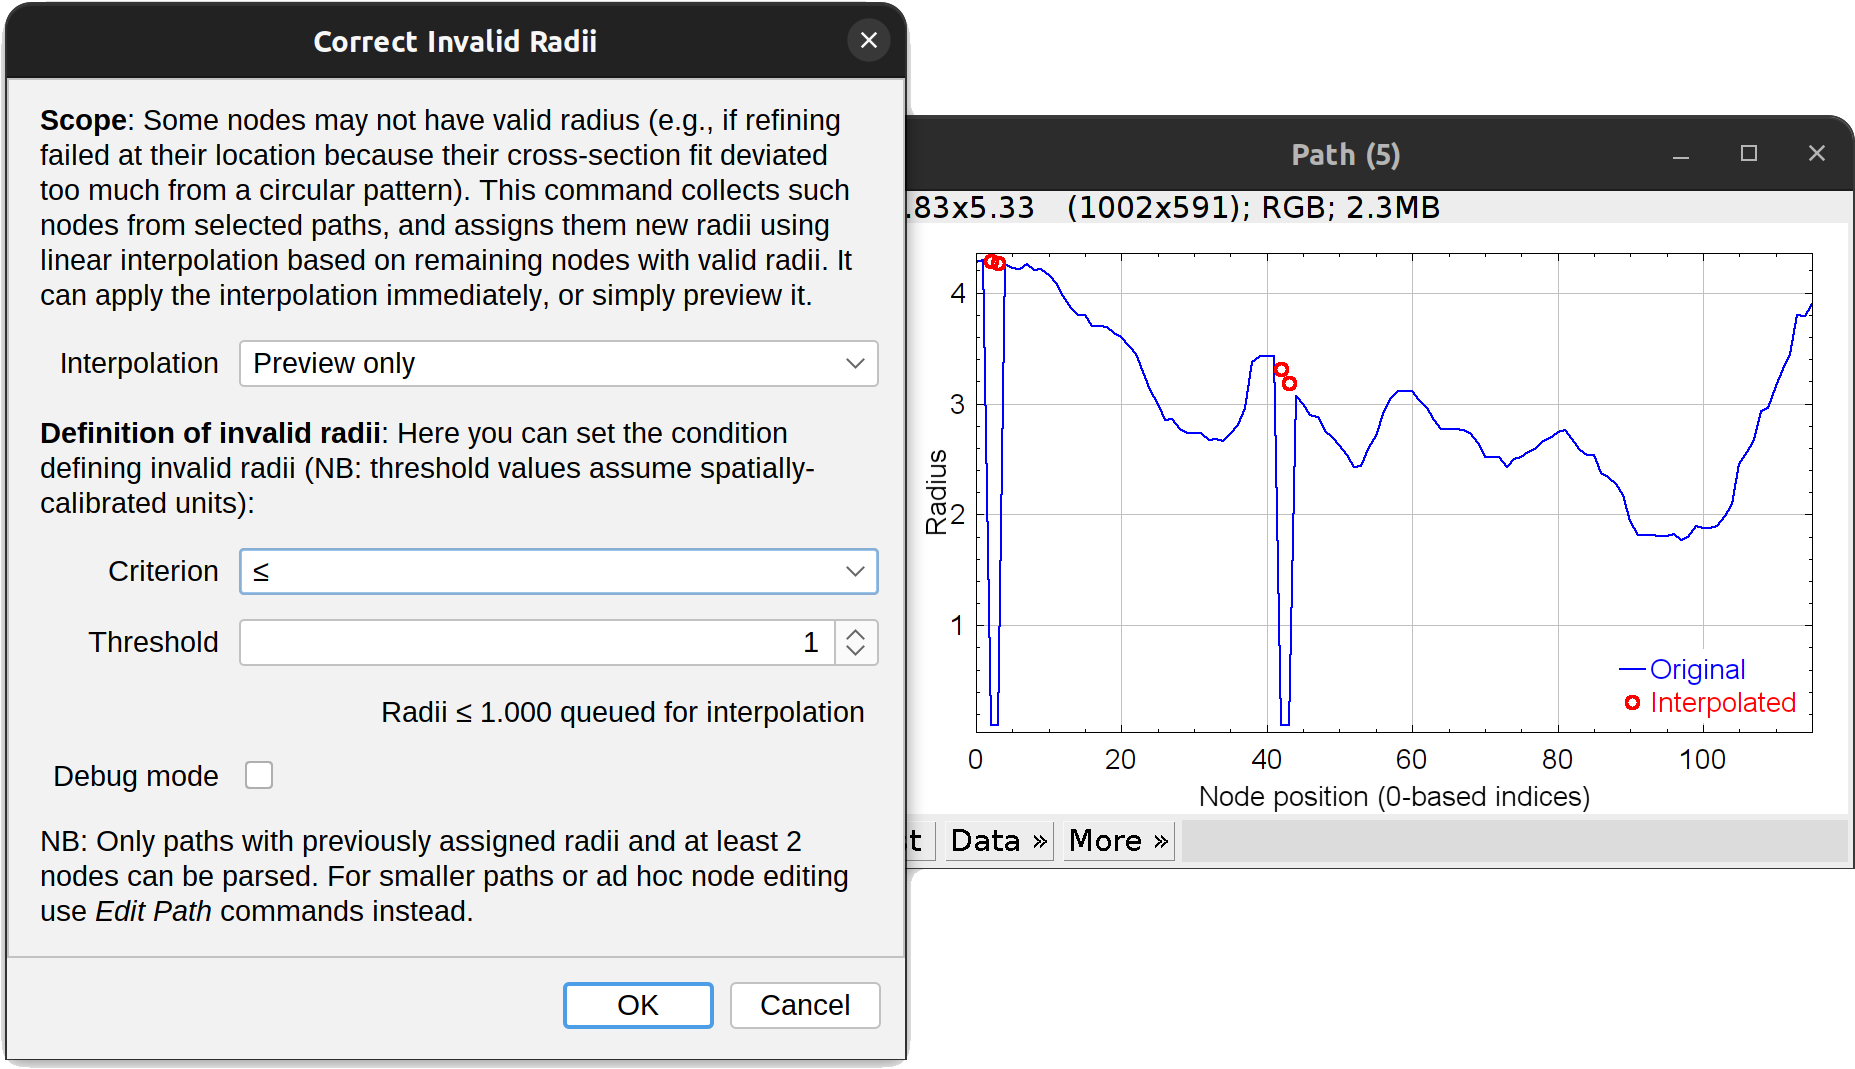 Correct Invalid Radii
Scope: Some nodes may not have valid radius (e.g., if refining
failed at their location because their cross-section fit deviated
too much from a circular pattern). This command collects such
nodes from selected paths, and assigns them new radii using
linear interpolation based on remaining nodes with valid radii. It
can apply the interpolation immediately, or simply preview it.
Interpolation Preview only
Definition of invalid radii: Here you can set the condition
defining invalid radii (NB: threshold values assume spatially-
calibrated units):
Criterion ≤
Threshold 1
Radii ≤ 1.000 queued for interpolation
Debug mode
NB: Only paths with previously assigned radii and at least 2
nodes can be parsed. For smaller paths or ad hoc node editing
use Edit Path commands instead.
OK Cancel
Path (5)
.83x5.33 (1002x591); RGB; 2.3MB
4
3
2
1
Radius
Original
Interpolated
0 20 40 60 80 100
Node position (0-based indices)
t Data » More »